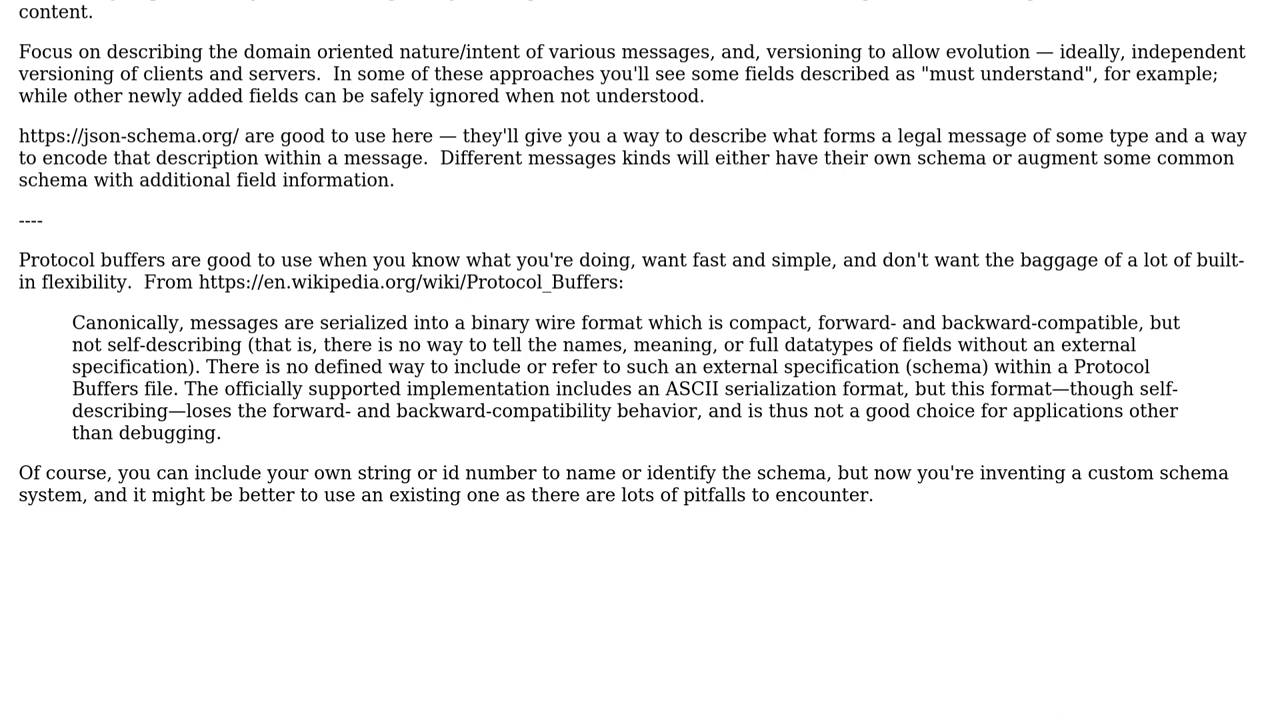 content.
Focus on describing the domain oriented nature/intent of various messages, and, versioning to allow evolution — ideally, independent
versioning of clients and servers.  In some of these approaches you'll see some fields described as "must understand", for example;
while other newly added fields can be safely ignored when not understood.
https://json-schema.org/ are good to use here — they'll give you a way to describe what forms a legal message of some type and a way
to encode that description within a message.  Different messages kinds will either have their own schema or augment some common
schema with additional field information.
----
Protocol buffers are good to use when you know what you're doing, want fast and simple, and don't want the baggage of a lot of built-
in flexibility.  From https://en.wikipedia.org/wiki/Protocol_Buffers:
Canonically, messages are serialized into a binary wire format which is compact, forward- and backward-compatible, but
not self-describing (that is, there is no way to tell the names, meaning, or full datatypes of fields without an external
specification). There is no defined way to include or refer to such an external specification (schema) within a Protocol
Buffers file. The officially supported implementation includes an ASCII serialization format, but this format—though self-
describing—loses the forward- and backward-compatibility behavior, and is thus not a good choice for applications other
than debugging.
Of course, you can include your own string or id number to name or identify the schema, but now you're inventing a custom schema
system, and it might be better to use an existing one as there are lots of pitfalls to encounter.